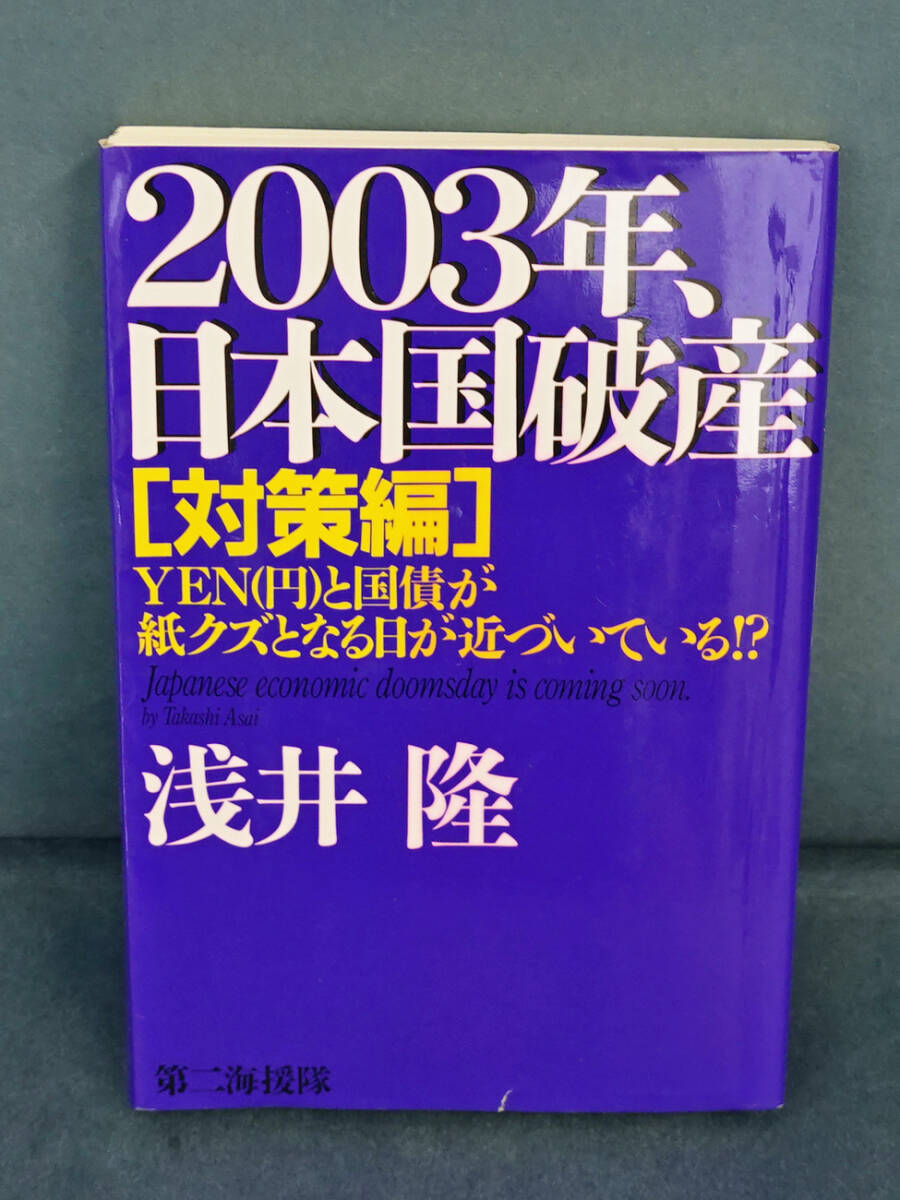 2003年、
日本国破産
[対策編]
YEN(円)と国債が
紙クズとなる日が近づいている!?
Japanese economic doomsday is coming soon.
by Takashi Asai
浅井 隆
第二海援隊